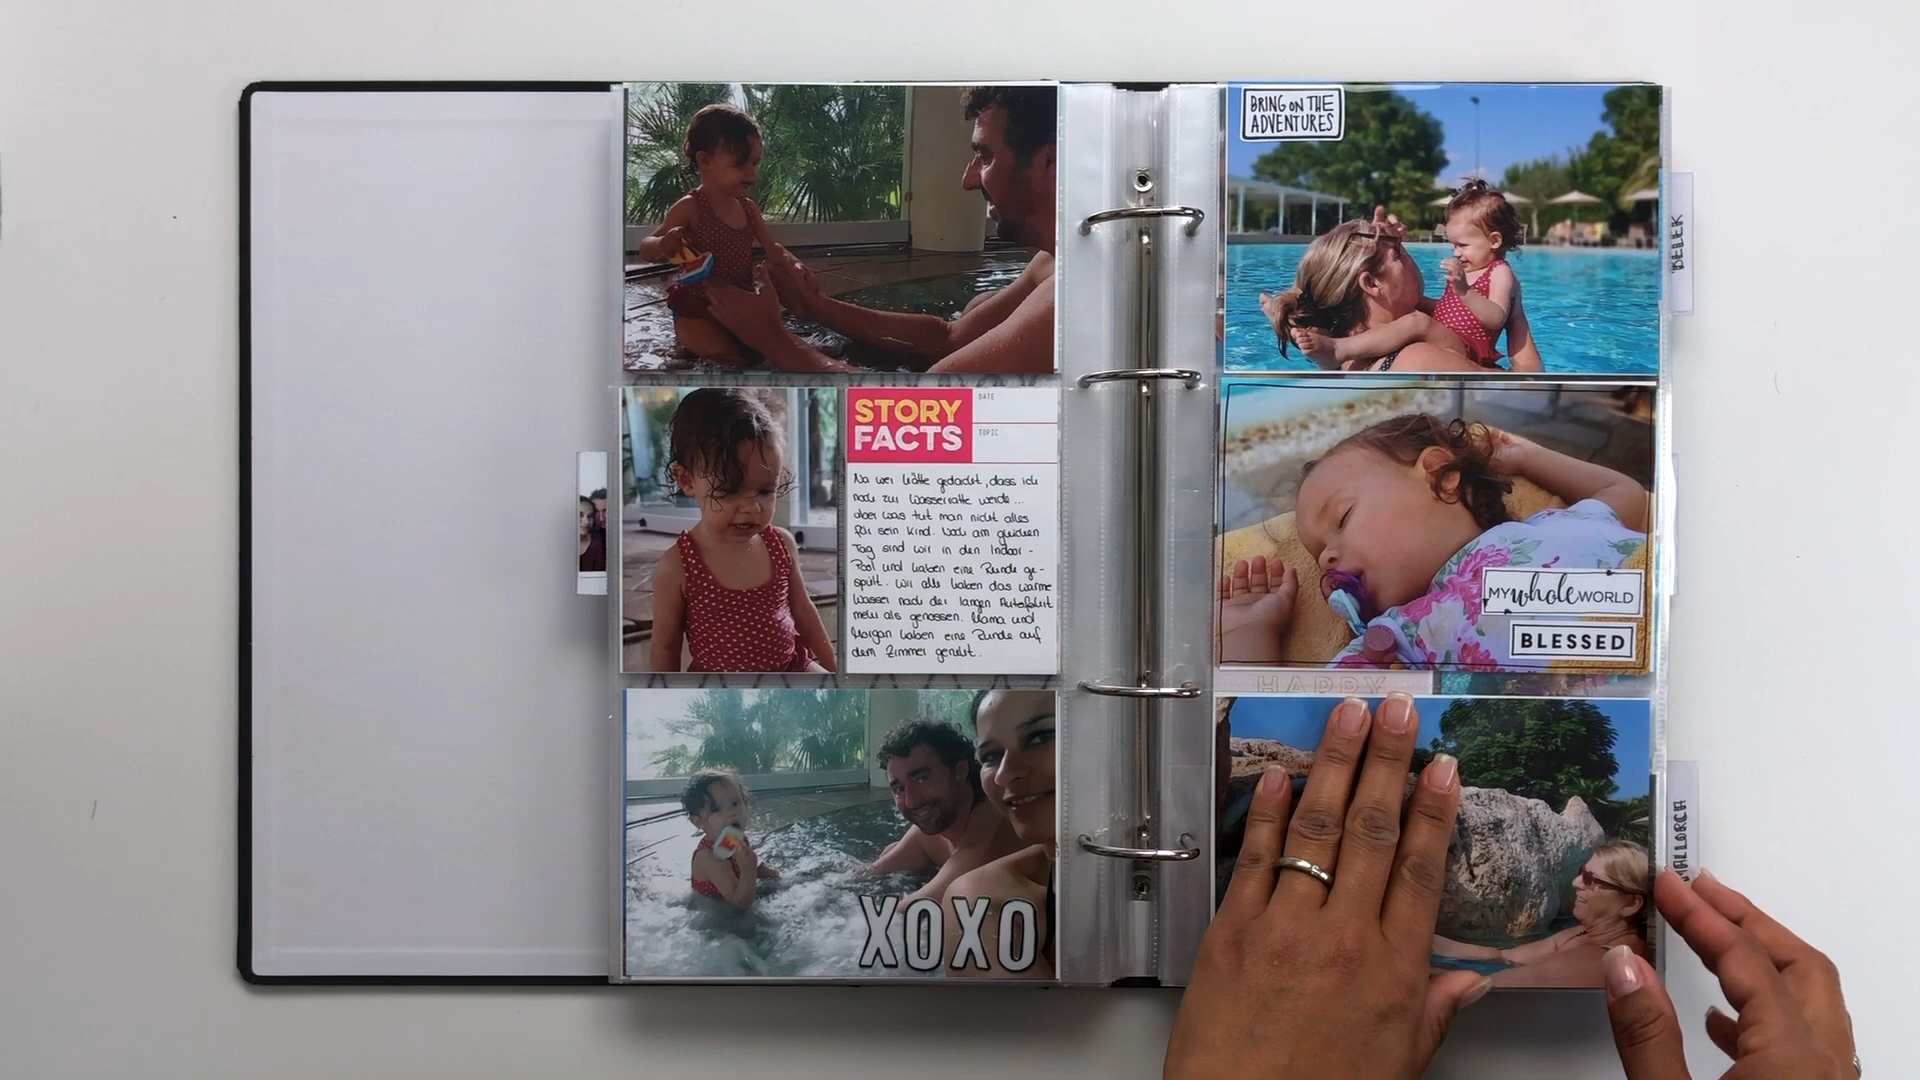 STORY
FACTS
DATE
TOPIC
Na wer hätte gedacht, dass ich
noch zur Wasserratte werde...
aber was tut man nicht alles
für sein Kind. Noch am gleichen
Tag sind wir in den Indoor-
Pool und haben eine Runde ge-
spült. Wir alle haben das warme
Wasser nach der langen Autofahrt
mehr als genossen. Mama und
Morgan haben eine Runde auf
dem Zimmer geruht.
XOXO
BRING ON THE
ADVENTURES
MY whole WORLD
BLESSED
HAPPY
BELEK
MALLORCA